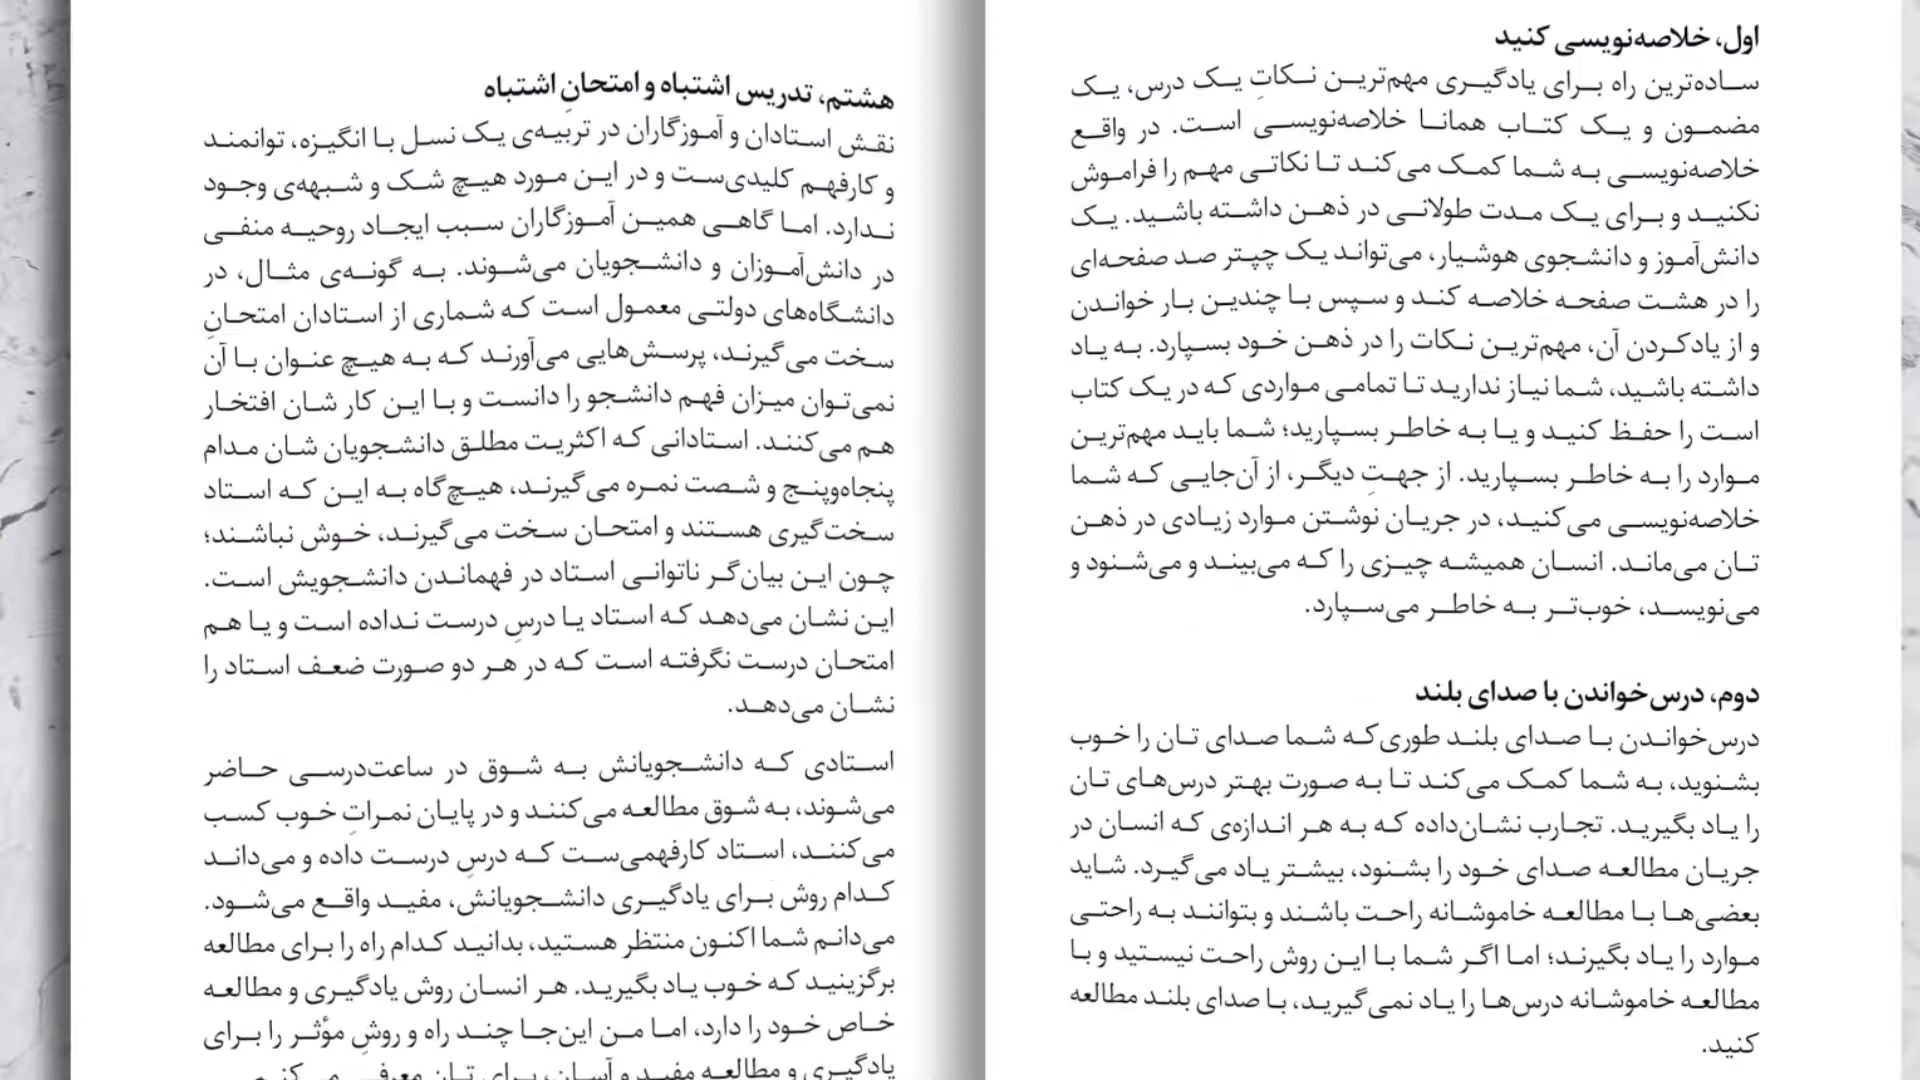 اول، خلاصه‌نویسی کنید
ساده‌ترین راه برای یادگیری مهم‌ترین نکاتِ یک درس، یک
مضمون و یک کتاب همانا خلاصه‌نویسی است. در واقع
خلاصه‌نویسی به شما کمک می‌کند تا نکاتی مهم را فراموش
نکنید و برای یک مدت طولانی در ذهن داشته باشید. یک
دانش‌آموز و دانشجوی هوشیار، می‌تواند یک چپتر صد صفحه‌ای
را در هشت صفحه خلاصه کند و سپس با چندین بار خواندن
و از یادکردن آن، مهم‌ترین نکات را در ذهن خود بسپارد. به یاد
داشته باشید، شما نیاز ندارید تا تمامی مواردی که در یک کتاب
است را حفظ کنید و یا به خاطر بسپارید؛ شما باید مهم‌ترین
موارد را به خاطر بسپارید. از جهتِ دیگر، از آن‌جایی که شما
خلاصه‌نویسی می‌کنید، در جریان نوشتن موارد زیادی در ذهن
تان می‌ماند. انسان همیشه چیزی را که می‌بیند و می‌شنود و
می‌نویسد، خوب‌تر به خاطر می‌سپارد.
دوم، درس‌خواندن با صدای بلند
درس‌خواندن با صدای بلند طوری‌که شما صدای تان را خوب
بشنوید، به شما کمک می‌کند تا به صورت بهتر درس‌های تان
را یاد بگیرید. تجارب نشان‌داده که به هر اندازه‌ی که انسان در
جریان مطالعه صدای خود را بشنود، بیشتر یاد می‌گیرد. شاید
بعضی‌ها با مطالعه خاموشانه راحت باشند و بتوانند به راحتی
موارد را یاد بگیرند؛ اما اگر شما با این روش راحت نیستید و با
مطالعه خاموشانه درس‌ها را یاد نمی‌گیرید، با صدای بلند مطالعه
کنید.
هشتم، تدریس اشتباه و امتحانِ اشتباه
نقش استادان و آموزگاران در تربیه‌ی یک نسل با انگیزه، توانمند
و کارفهم کلیدی‌ست و در این مورد هیچ شک و شبهه‌ی وجود
ندارد. اما گاهی همین آموزگاران سبب ایجاد روحیه منفی
در دانش‌آموزان و دانشجویان می‌شوند. به گونه‌ی مثال، در
دانشگاه‌های دولتی معمول است که شماری از استادان امتحانِ
سخت می‌گیرند، پرسش‌هایی می‌آورند که به هیچ عنوان با آن
نمی‌توان میزان فهم دانشجو را دانست و با این کار شان افتخار
هم می‌کنند. استادانی که اکثریت مطلق دانشجویان شان مدام
پنجاه‌وپنج و شصت نمره می‌گیرند، هیچ‌گاه به این که استاد
سخت‌گیری هستند و امتحان سخت می‌گیرند، خوش نباشند؛
چون این بیان‌گر ناتوانی استاد در فهماندن دانشجویش است.
این نشان می‌دهد که استاد یا درسِ درست نداده است و یا هم
امتحان درست نگرفته است که در هر دو صورت ضعف استاد را
نشان می‌دهد.
استادی که دانشجویانش به شوق در ساعت‌درسی حاضر
می‌شوند، به شوق مطالعه می‌کنند و در پایان نمراتِ خوب کسب
می‌کنند، استاد کارفهمی‌ست که درسِ درست داده و می‌داند
کدام روش برای یادگیری دانشجویانش، مفید واقع می‌شود.
می‌دانم شما اکنون منتظر هستید، بدانید کدام راه را برای مطالعه
برگزینید که خوب یاد بگیرید. هر انسان روش یادگیری و مطالعه
خاص خود را دارد، اما من این‌جا چند راه و روشِ مؤثر را برای
یادگیری و مطالعه مفید و آسان، برای تان معرفی می‌کنم